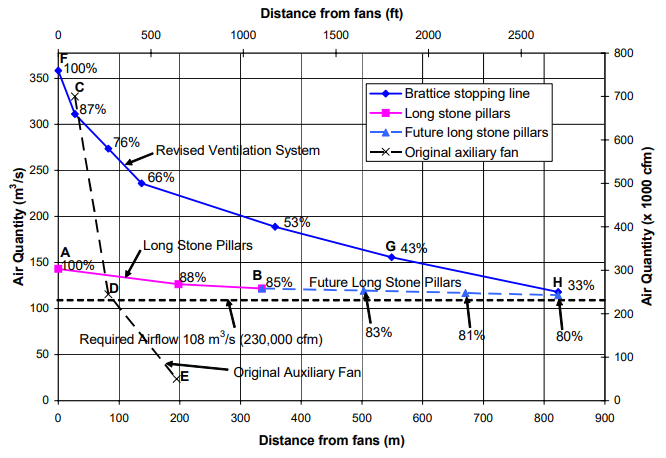 Distance from fans (ft)
0 500 1000 1500 2000 2500
F
100%
C
87%
76%
Revised Ventilation System
66%
Brattice stopping line
Long stone pillars
Future long stone pillars
Original axiliary fan
53%
G 43%
Long Stone Pillars
A
100%
88%
B
85%
Future Long Stone Pillars
H 33%
D
Required Airflow 108 m³/s (230,000 cfm)
83%
81%
80%
E
Original Auxiliary Fan
350
300
250
200
150
100
50
0
Air Quantity (m³/s)
800
700
600
500
400
300
200
100
0
Air Quantity (x 1000 cfm)
0 100 200 300 400 500 600 700 800 900
Distance from fans (m)